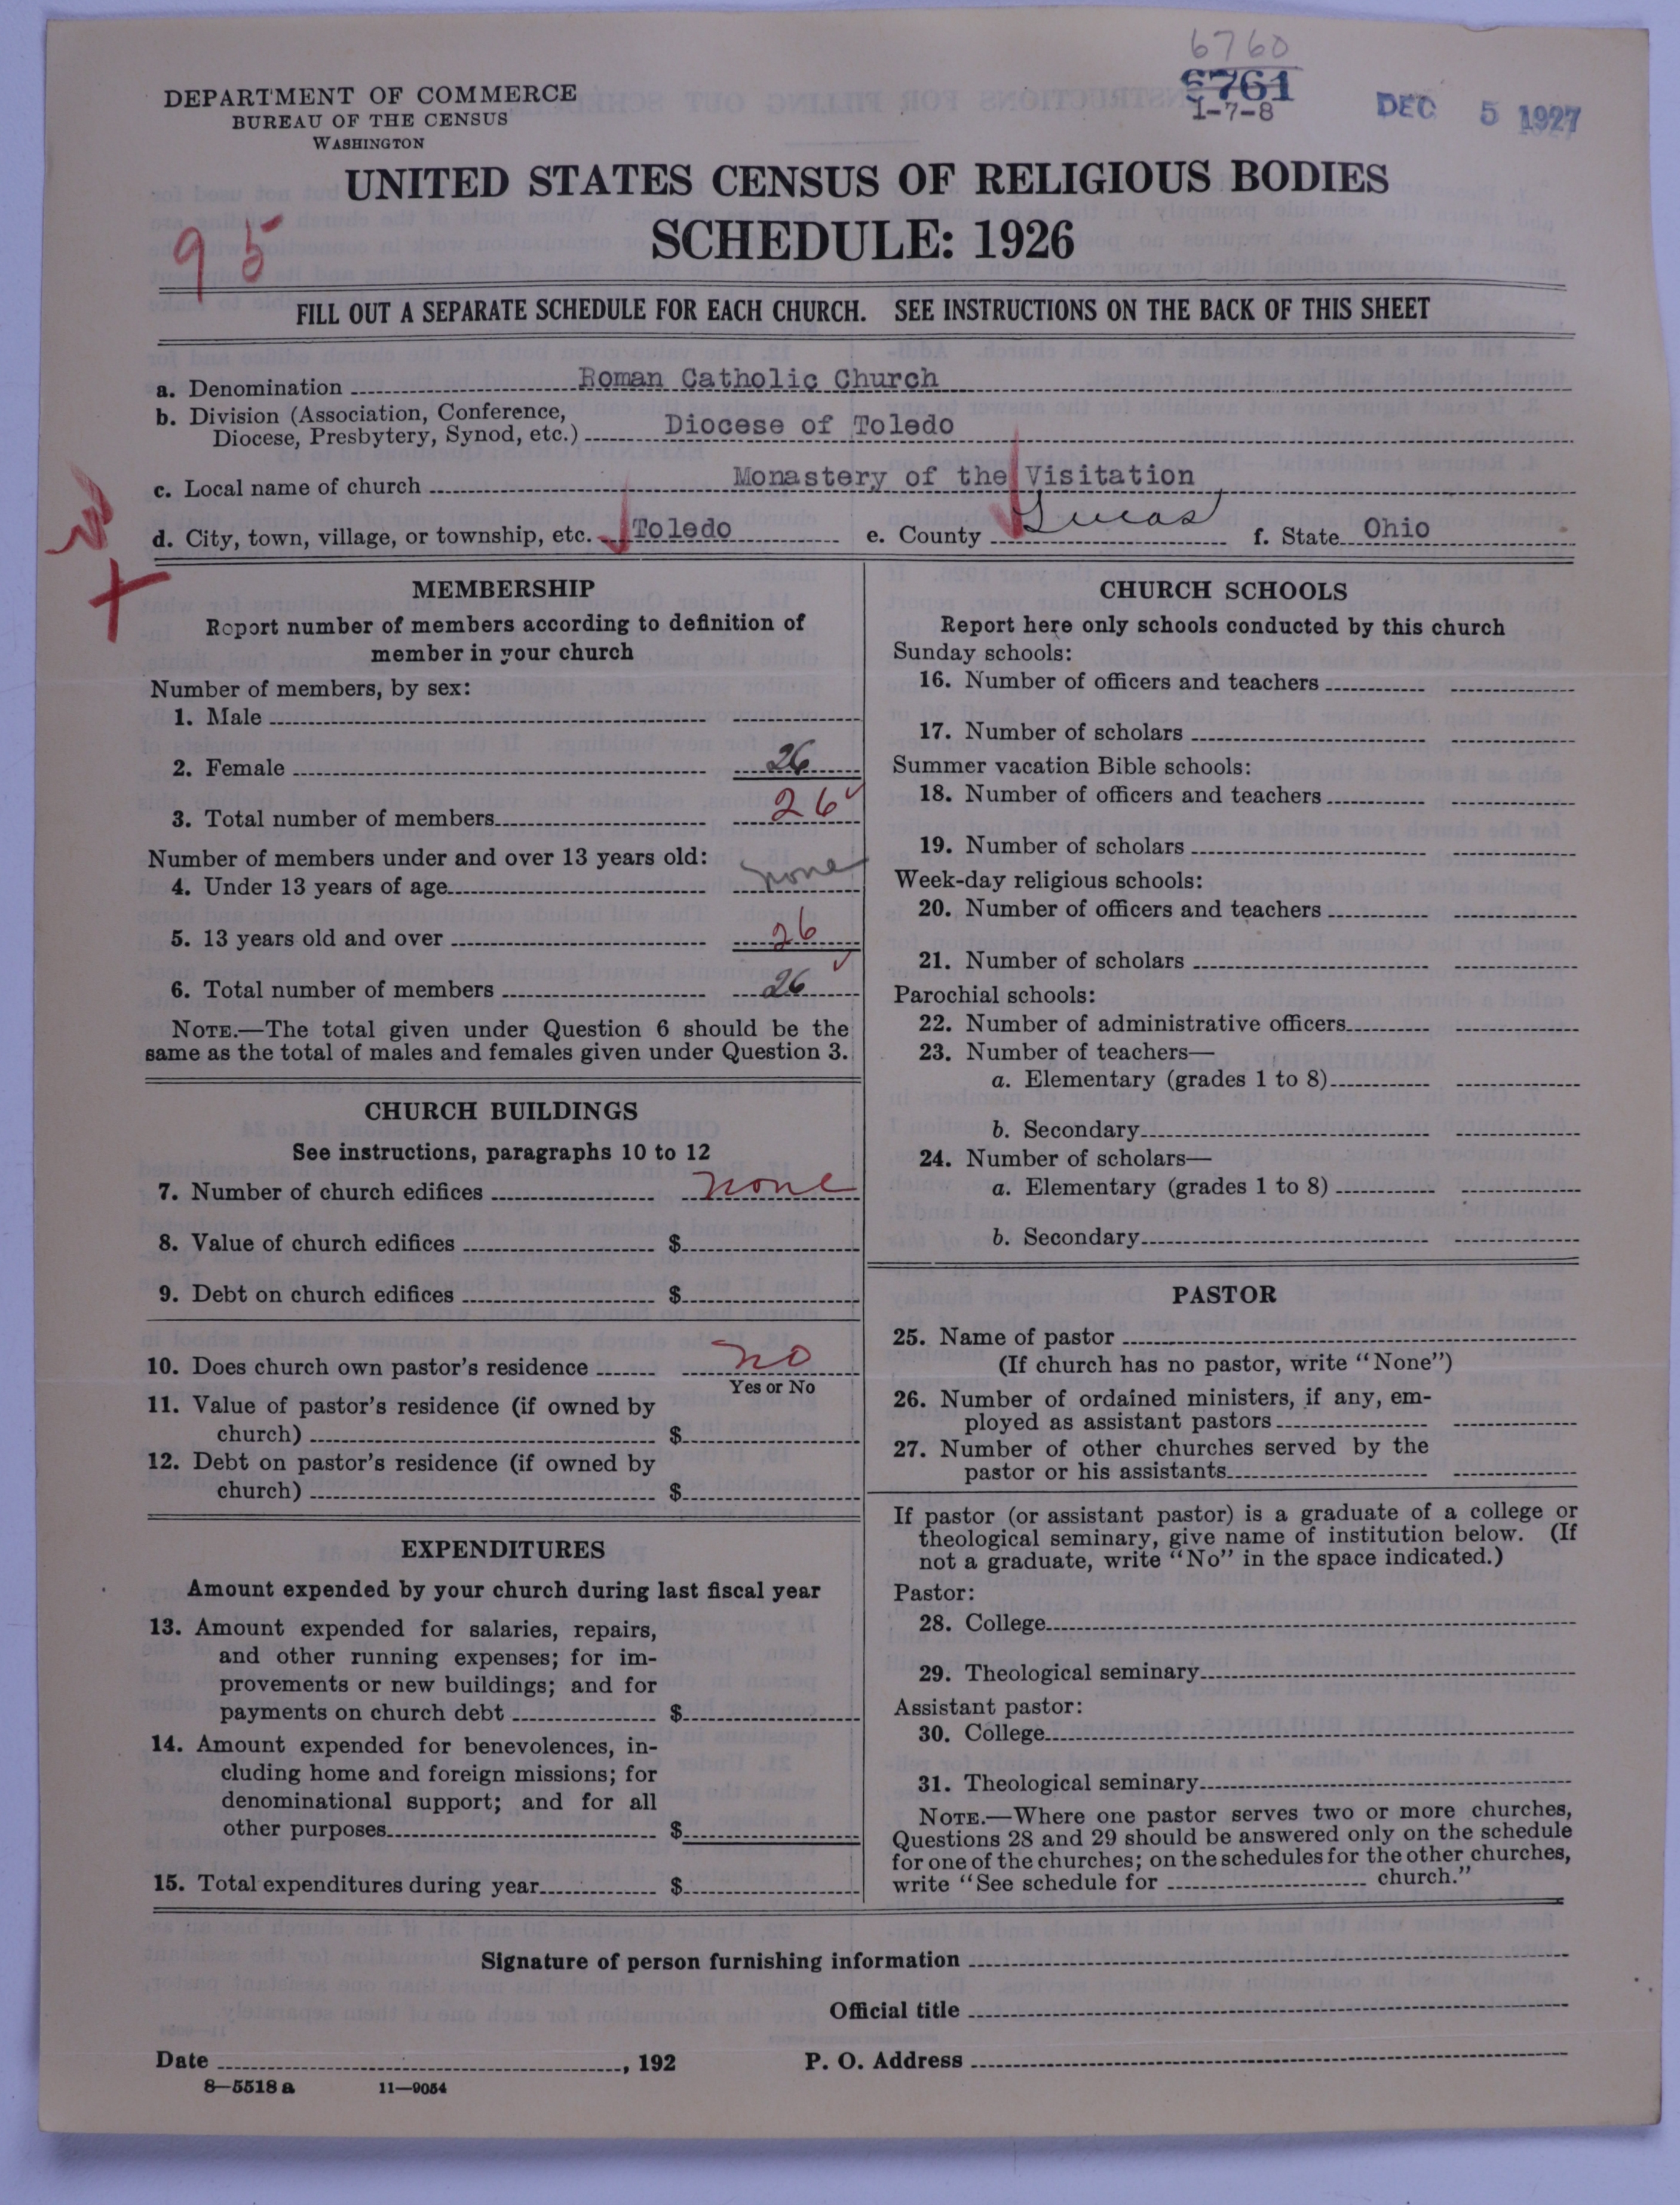 6760
6761
1-7-8
DEC 5 1927
DEPARTMENT OF COMMERCE
BUREAU OF THE CENSUS
WASHINGTON
UNITED STATES CENSUS OF RELIGIOUS BODIES
SCHEDULE: 1926
95
FILL OUT A SEPARATE SCHEDULE FOR EACH CHURCH. SEE INSTRUCTIONS ON THE BACK OF THIS SHEET
a. Denomination Roman Catholic Church
b. Division (Association, Conference,
Diocese, Presbytery, Synod, etc.) Diocese of Toledo
c. Local name of church Monastery of the Visitation
d. City, town, village, or township, etc. Toledo e. County Lucas f. State Ohio
MEMBERSHIP
Report number of members according to definition of
member in your church
Number of members, by sex:
1. Male
2. Female 26
3. Total number of members 26
Number of members under and over 13 years old:
4. Under 13 years of age none
5. 13 years old and over 26
6. Total number of members 26
NOTE.—The total given under Question 6 should be the
same as the total of males and females given under Question 3.
CHURCH BUILDINGS
See instructions, paragraphs 10 to 12
7. Number of church edifices none
8. Value of church edifices $
9. Debt on church edifices $
10. Does church own pastor's residence no
Yes or No
11. Value of pastor's residence (if owned by
church) $
12. Debt on pastor's residence (if owned by
church) $
EXPENDITURES
Amount expended by your church during last fiscal year
13. Amount expended for salaries, repairs,
and other running expenses; for im-
provements or new buildings; and for
payments on church debt $
14. Amount expended for benevolences, in-
cluding home and foreign missions; for
denominational support; and for all
other purposes $
15. Total expenditures during year $
CHURCH SCHOOLS
Report here only schools conducted by this church
Sunday schools:
16. Number of officers and teachers
17. Number of scholars
Summer vacation Bible schools:
18. Number of officers and teachers
19. Number of scholars
Week-day religious schools:
20. Number of officers and teachers
21. Number of scholars
Parochial schools:
22. Number of administrative officers
23. Number of teachers—
a. Elementary (grades 1 to 8)
b. Secondary
24. Number of scholars—
a. Elementary (grades 1 to 8)
b. Secondary
PASTOR
25. Name of pastor
(If church has no pastor, write "None")
26. Number of ordained ministers, if any, em-
ployed as assistant pastors
27. Number of other churches served by the
pastor or his assistants
If pastor (or assistant pastor) is a graduate of a college or
theological seminary, give name of institution below. (If
not a graduate, write "No" in the space indicated.)
Pastor:
28. College
29. Theological seminary
Assistant pastor:
30. College
31. Theological seminary
NOTE.—Where one pastor serves two or more churches,
Questions 28 and 29 should be answered only on the schedule
for one of the churches; on the schedules for the other churches,
write "See schedule for church."
Signature of person furnishing information
Official title
Date , 192 P. O. Address
8—5518 a 11—9054